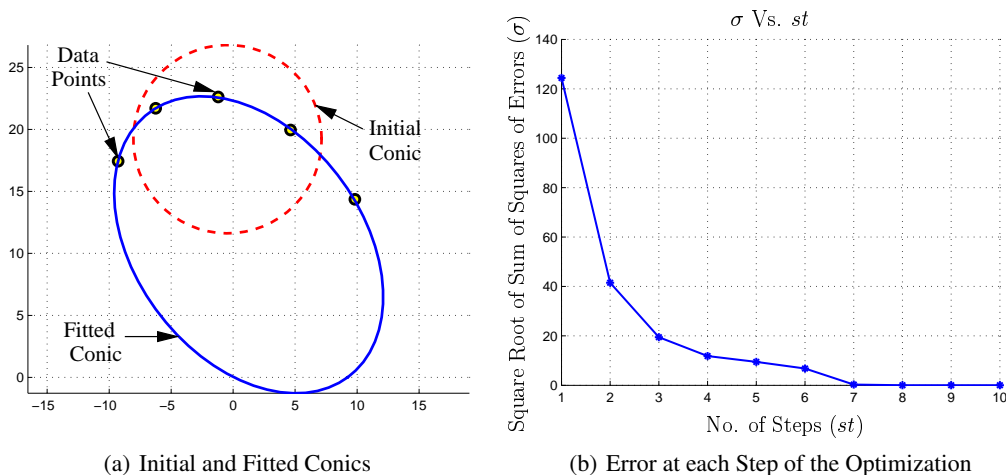 Data
Points
Initial
Conic
Fitted
Conic
25
20
15
10
5
0
−15
−10
−5
0
5
10
15
(a) Initial and Fitted Conics
σ Vs. st
Square Root of Sum of Squares of Errors (σ)
140
120
100
80
60
40
20
0
1
2
3
4
5
6
7
8
9
10
No. of Steps (st)
(b) Error at each Step of the Optimization